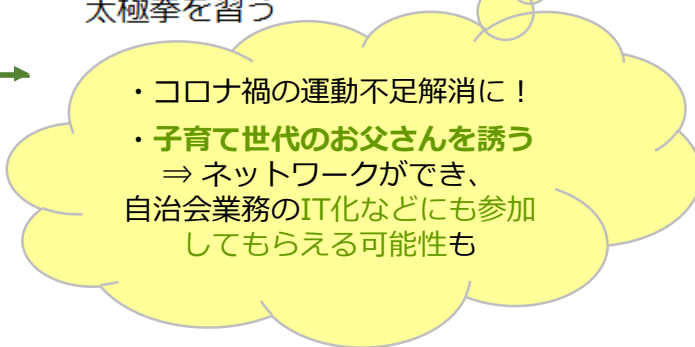 太極拳を習う
・コロナ禍の運動不足解消に！
・子育て世代のお父さんを誘う
⇒ ネットワークができ、
自治会業務のIT化などにも参加
してもらえる可能性も